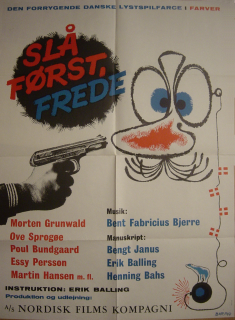 DEN FORRYGENDE DANSKE LYSTSPILFARCE I FARVER
SLÅ
FØRST,
FREDE
Morten Grunwald
Ove Sprogøe
Poul Bundgaard
Essy Persson
Martin Hansen m. fl.
Musik:
Bent Fabricius Bjerre
Manuskript:
Bengt Janus
Erik Balling
Henning Bahs
INSTRUKTION: ERIK BALLING
Produktion og udlejning:
A/S NORDISK FILMS KOMPAGNI